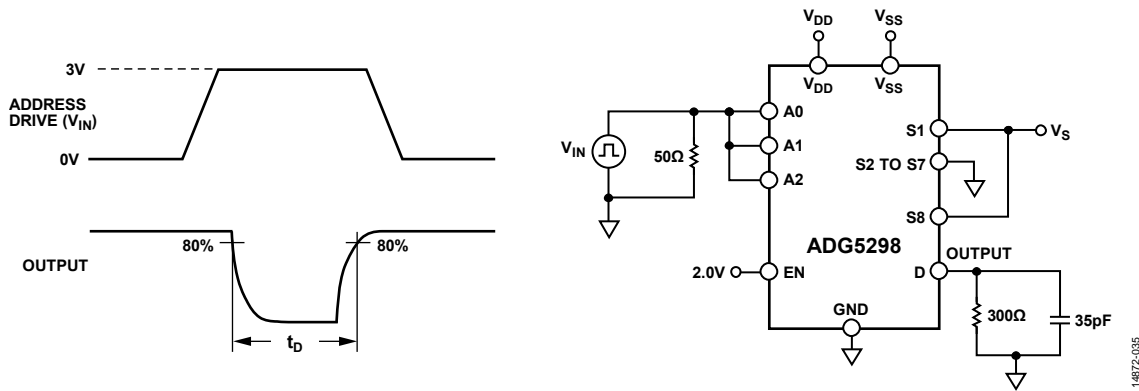 3V
ADDRESS
DRIVE (VIN)
0V
80%
80%
OUTPUT
tD
VDD
VSS
VDD
VSS
A0
A1
A2
VIN
50Ω
S1
VS
S2 TO S7
S8
ADG5298
OUTPUT
2.0V
EN
D
GND
300Ω
35pF
14872-035